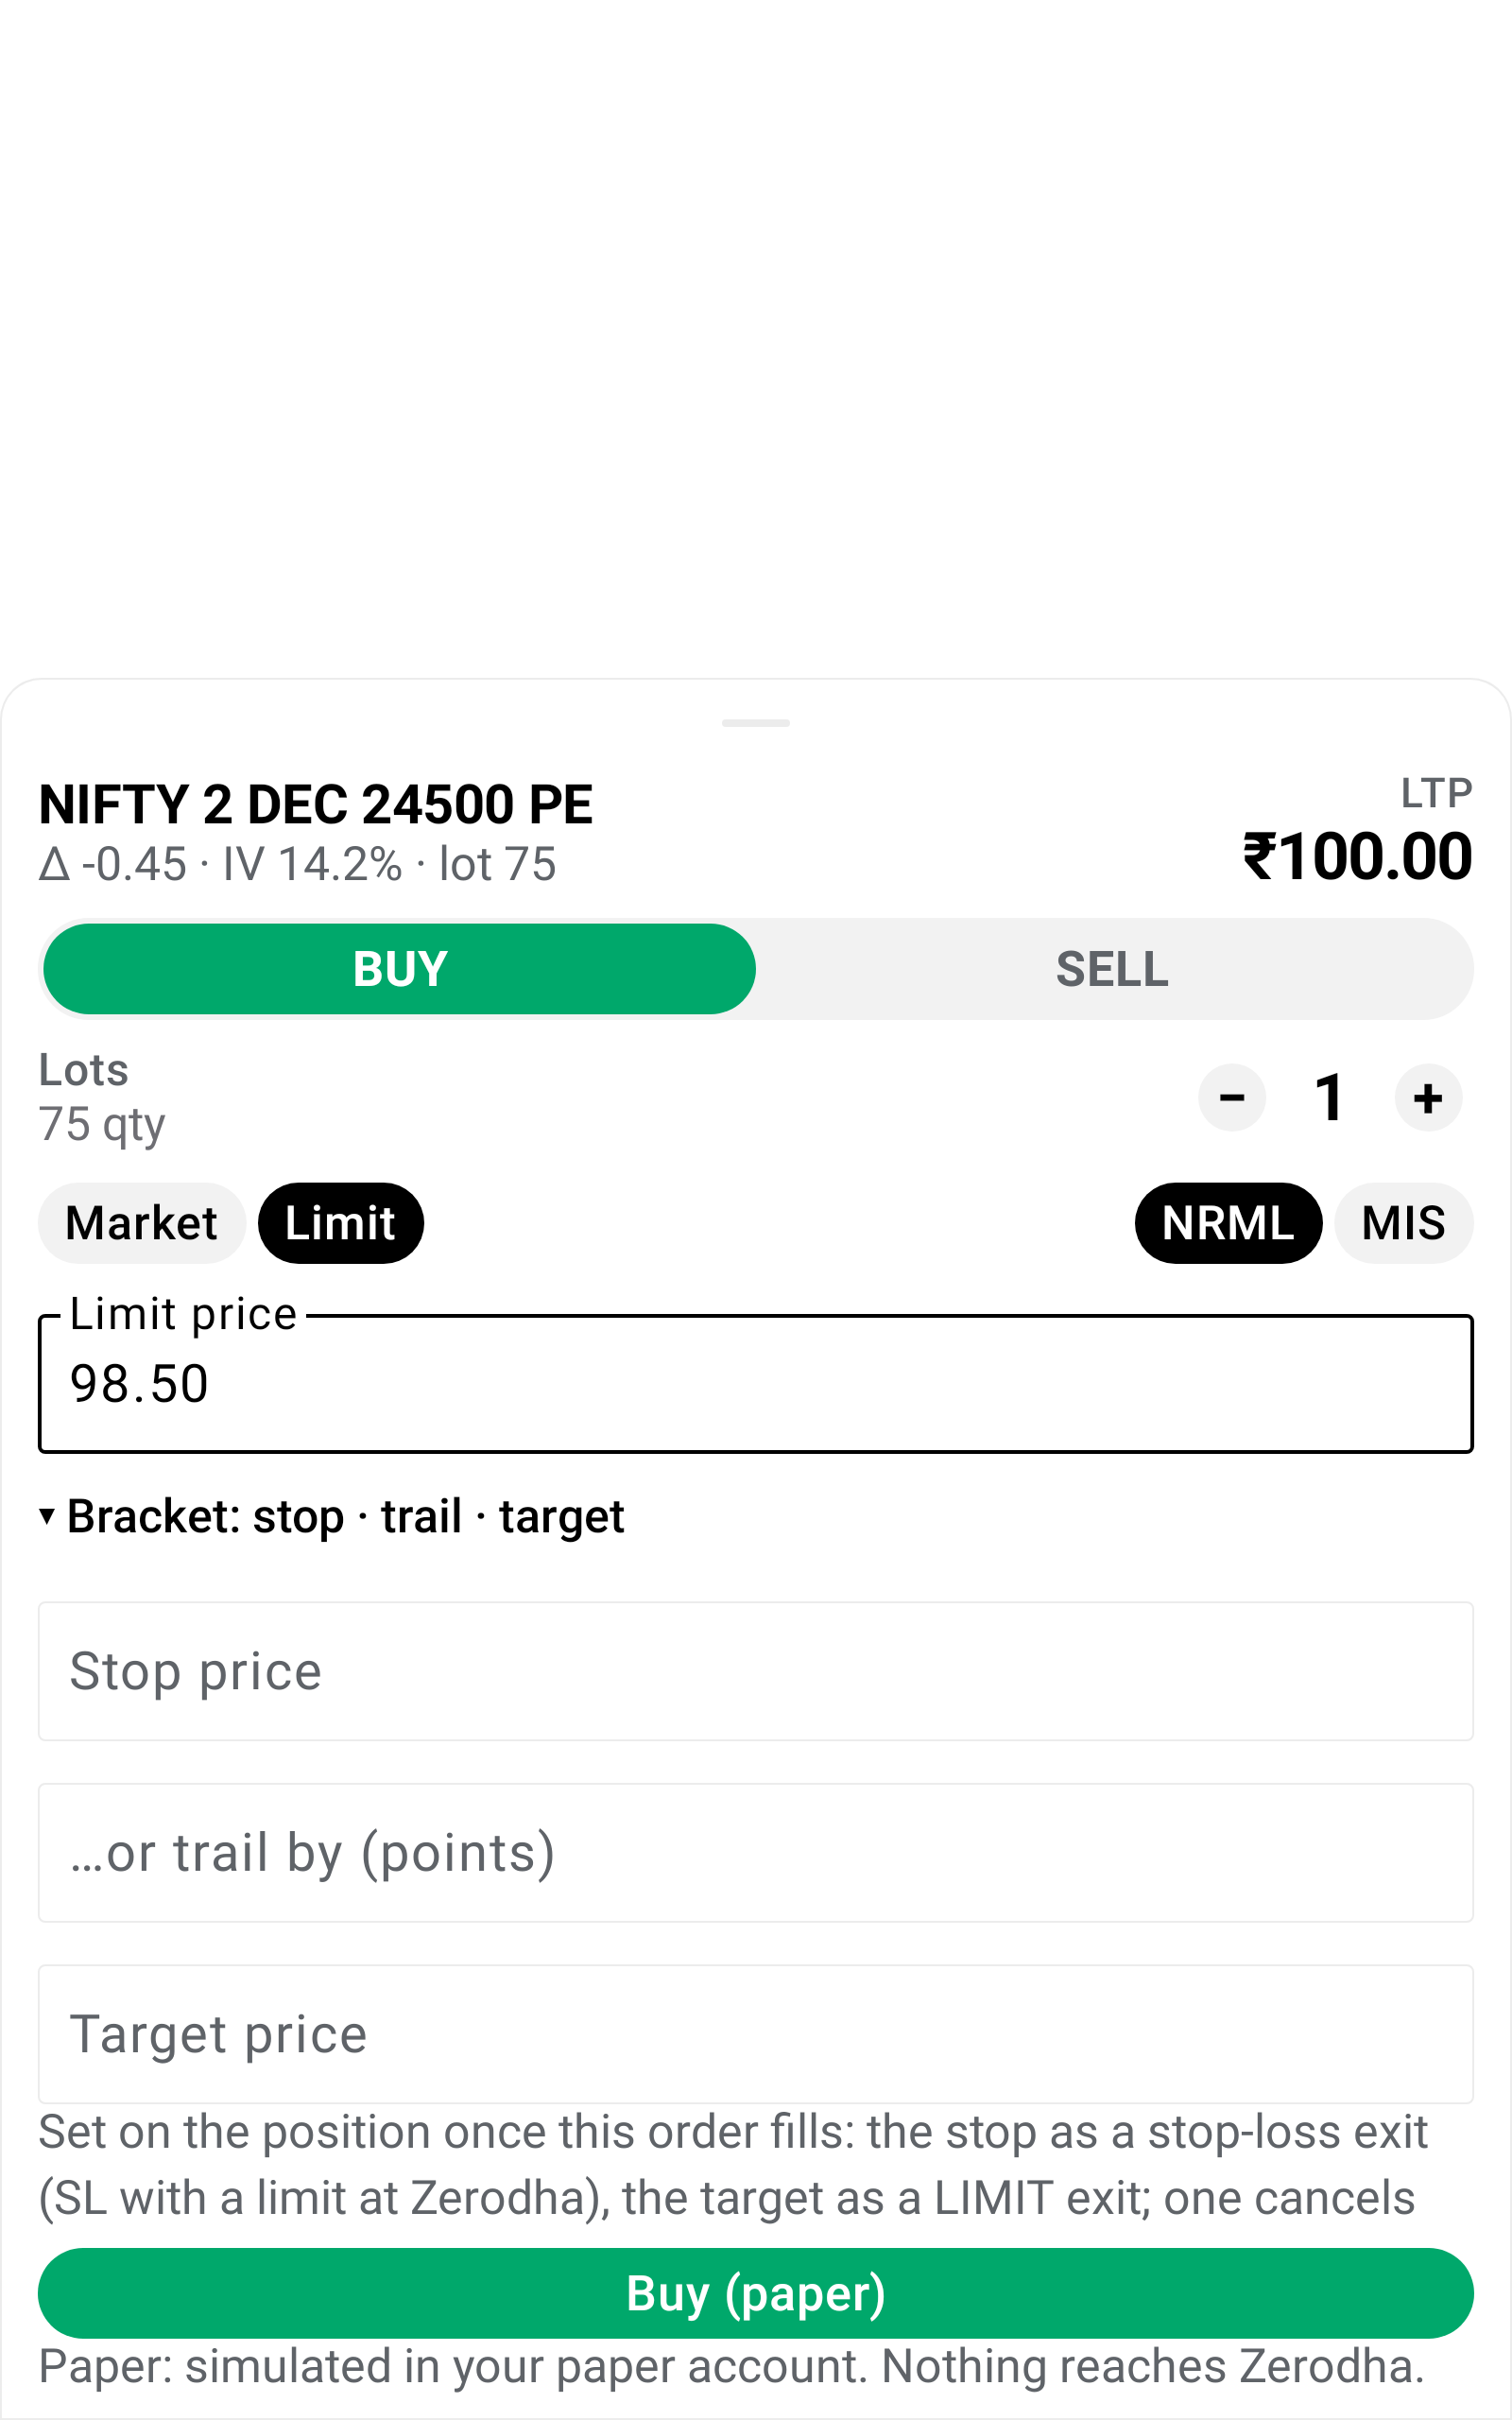 NIFTY 2 DEC 24500 PE
LTP
Δ -0.45 · IV 14.2% · lot 75
₹100.00
BUY
SELL
Lots
75 qty
−
1
+
Market
Limit
NRML
MIS
Limit price
98.50
▾ Bracket: stop · trail · target
Stop price
…or trail by (points)
Target price
Set on the position once this order fills: the stop as a stop-loss exit
(SL with a limit at Zerodha), the target as a LIMIT exit; one cancels
Buy (paper)
Paper: simulated in your paper account. Nothing reaches Zerodha.